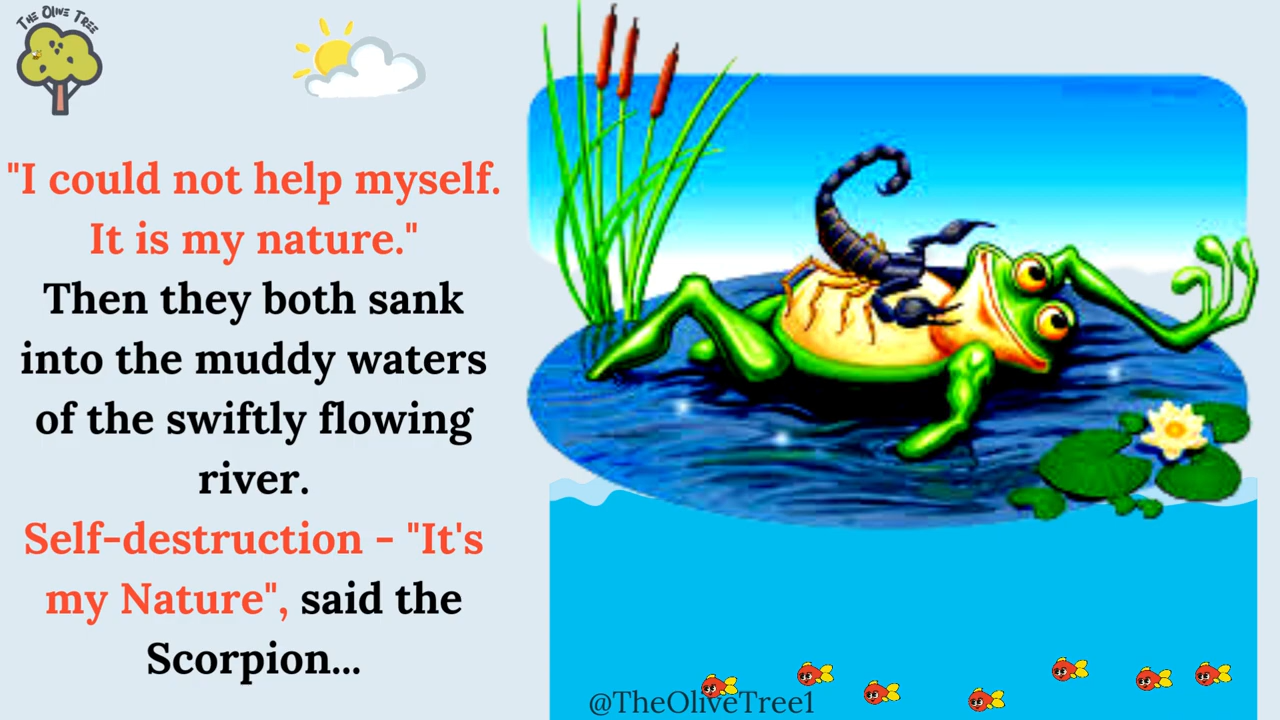 The Olive Tree
"I could not help myself.
It is my nature."
Then they both sank
into the muddy waters
of the swiftly flowing
river.
Self-destruction - "It's
my Nature", said the
Scorpion...
@TheOliveTree1